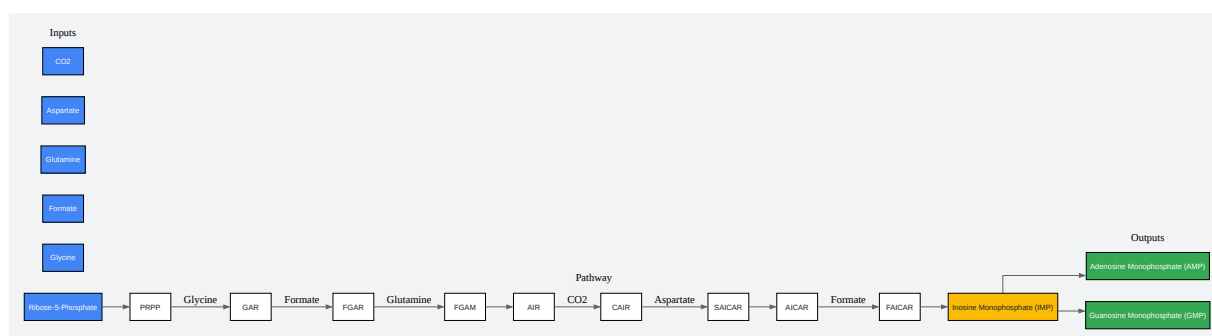 Inputs
CO2
Aspartate
Glutamine
Formate
Glycine
Outputs
Adenosine Monophosphate (AMP)
Pathway
Ribose-5-Phosphate
PRPP
Glycine
GAR
Formate
FGAR
Glutamine
FGAM
AIR
CO2
CAIR
Aspartate
SAICAR
AICAR
Formate
FAICAR
Inosine Monophosphate (IMP)
Guanosine Monophosphate (GMP)